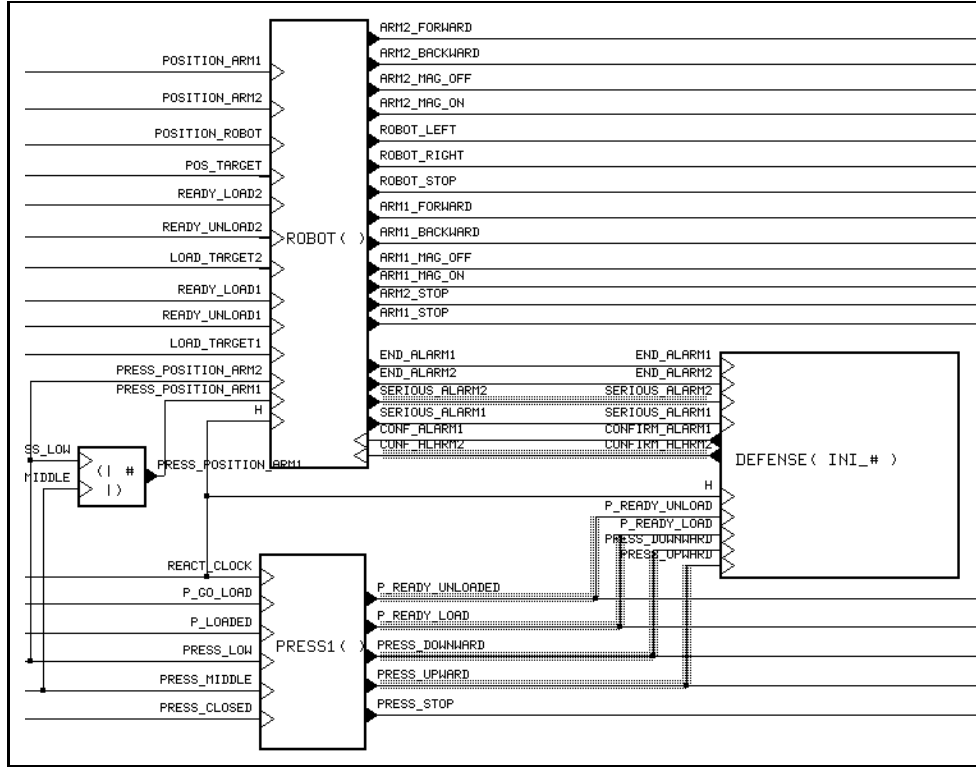 ARM2_FORWARD
ARM2_BACKWARD
POSITION_ARM1
ARM2_MAG_OFF
POSITION_ARM2
ARM2_MAG_ON
POSITION_ROBOT
ROBOT_LEFT
ROBOT_RIGHT
POS_TARGET
ROBOT_STOP
READY_LOAD2
ARM1_FORWARD
READY_UNLOAD2
ROBOT( )
ARM1_BACKWARD
LOAD_TARGET2
ARM1_MAG_OFF
ARM1_MAG_ON
READY_LOAD1
ARM2_STOP
READY_UNLOAD1
ARM1_STOP
LOAD_TARGET1
END_ALARM1 END_ALARM1
PRESS_POSITION_ARM2
END_ALARM2 END_ALARM2
PRESS_POSITION_ARM1
SERIOUS_ALARM2 SERIOUS_ALARM2
H
SERIOUS_ALARM1 SERIOUS_ALARM1
CONF_ALARM1 CONFIRM_ALARM1
CONF_ALARM2 CONFIRM_ALARM2
SS_LOW
(| #
|)
PRESS_POSITION_ARM1
MIDDLE
DEFENSE( INI_# )
H
P_READY_UNLOAD
P_READY_LOAD
PRESS_DOWNWARD
PRESS_UPWARD
REACT_CLOCK
P_GO_LOAD
P_READY_UNLOADED
P_LOADED
P_READY_LOAD
PRESS_LOW
PRESS1( )
PRESS_DOWNWARD
PRESS_MIDDLE
PRESS_UPWARD
PRESS_CLOSED
PRESS_STOP